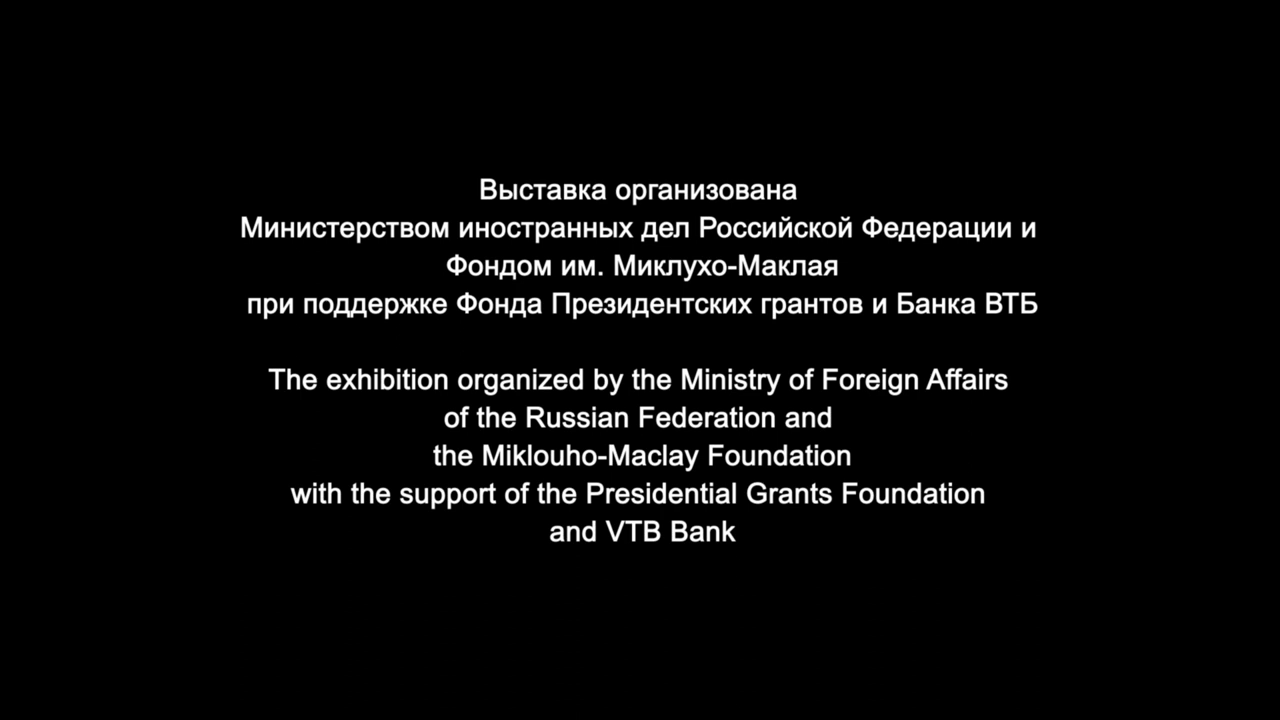 Выставка организована
Министерством иностранных дел Российской Федерации и
Фондом им. Миклухо-Маклая
при поддержке Фонда Президентских грантов и Банка ВТБ
The exhibition organized by the Ministry of Foreign Affairs
of the Russian Federation and
the Miklouho-Maclay Foundation
with the support of the Presidential Grants Foundation
and VTB Bank